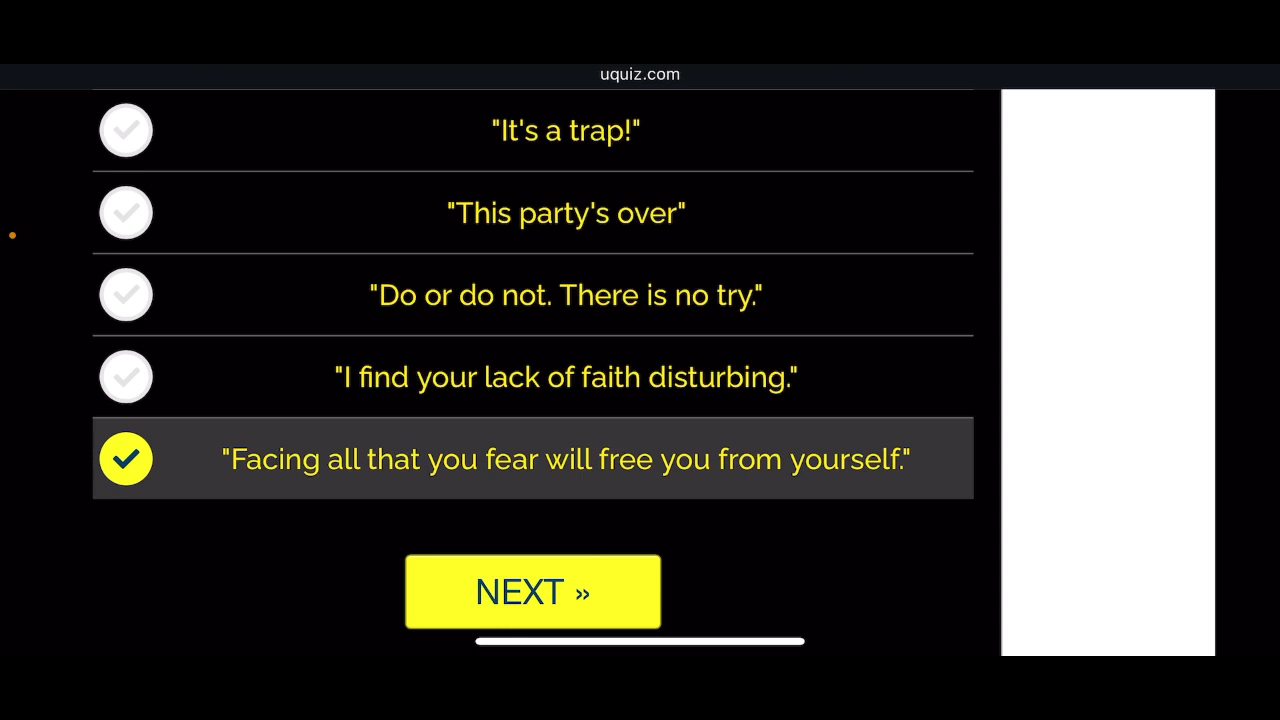 uquiz.com
"It's a trap!"
"This party's over"
"Do or do not. There is no try."
"I find your lack of faith disturbing."
"Facing all that you fear will free you from yourself."
NEXT »